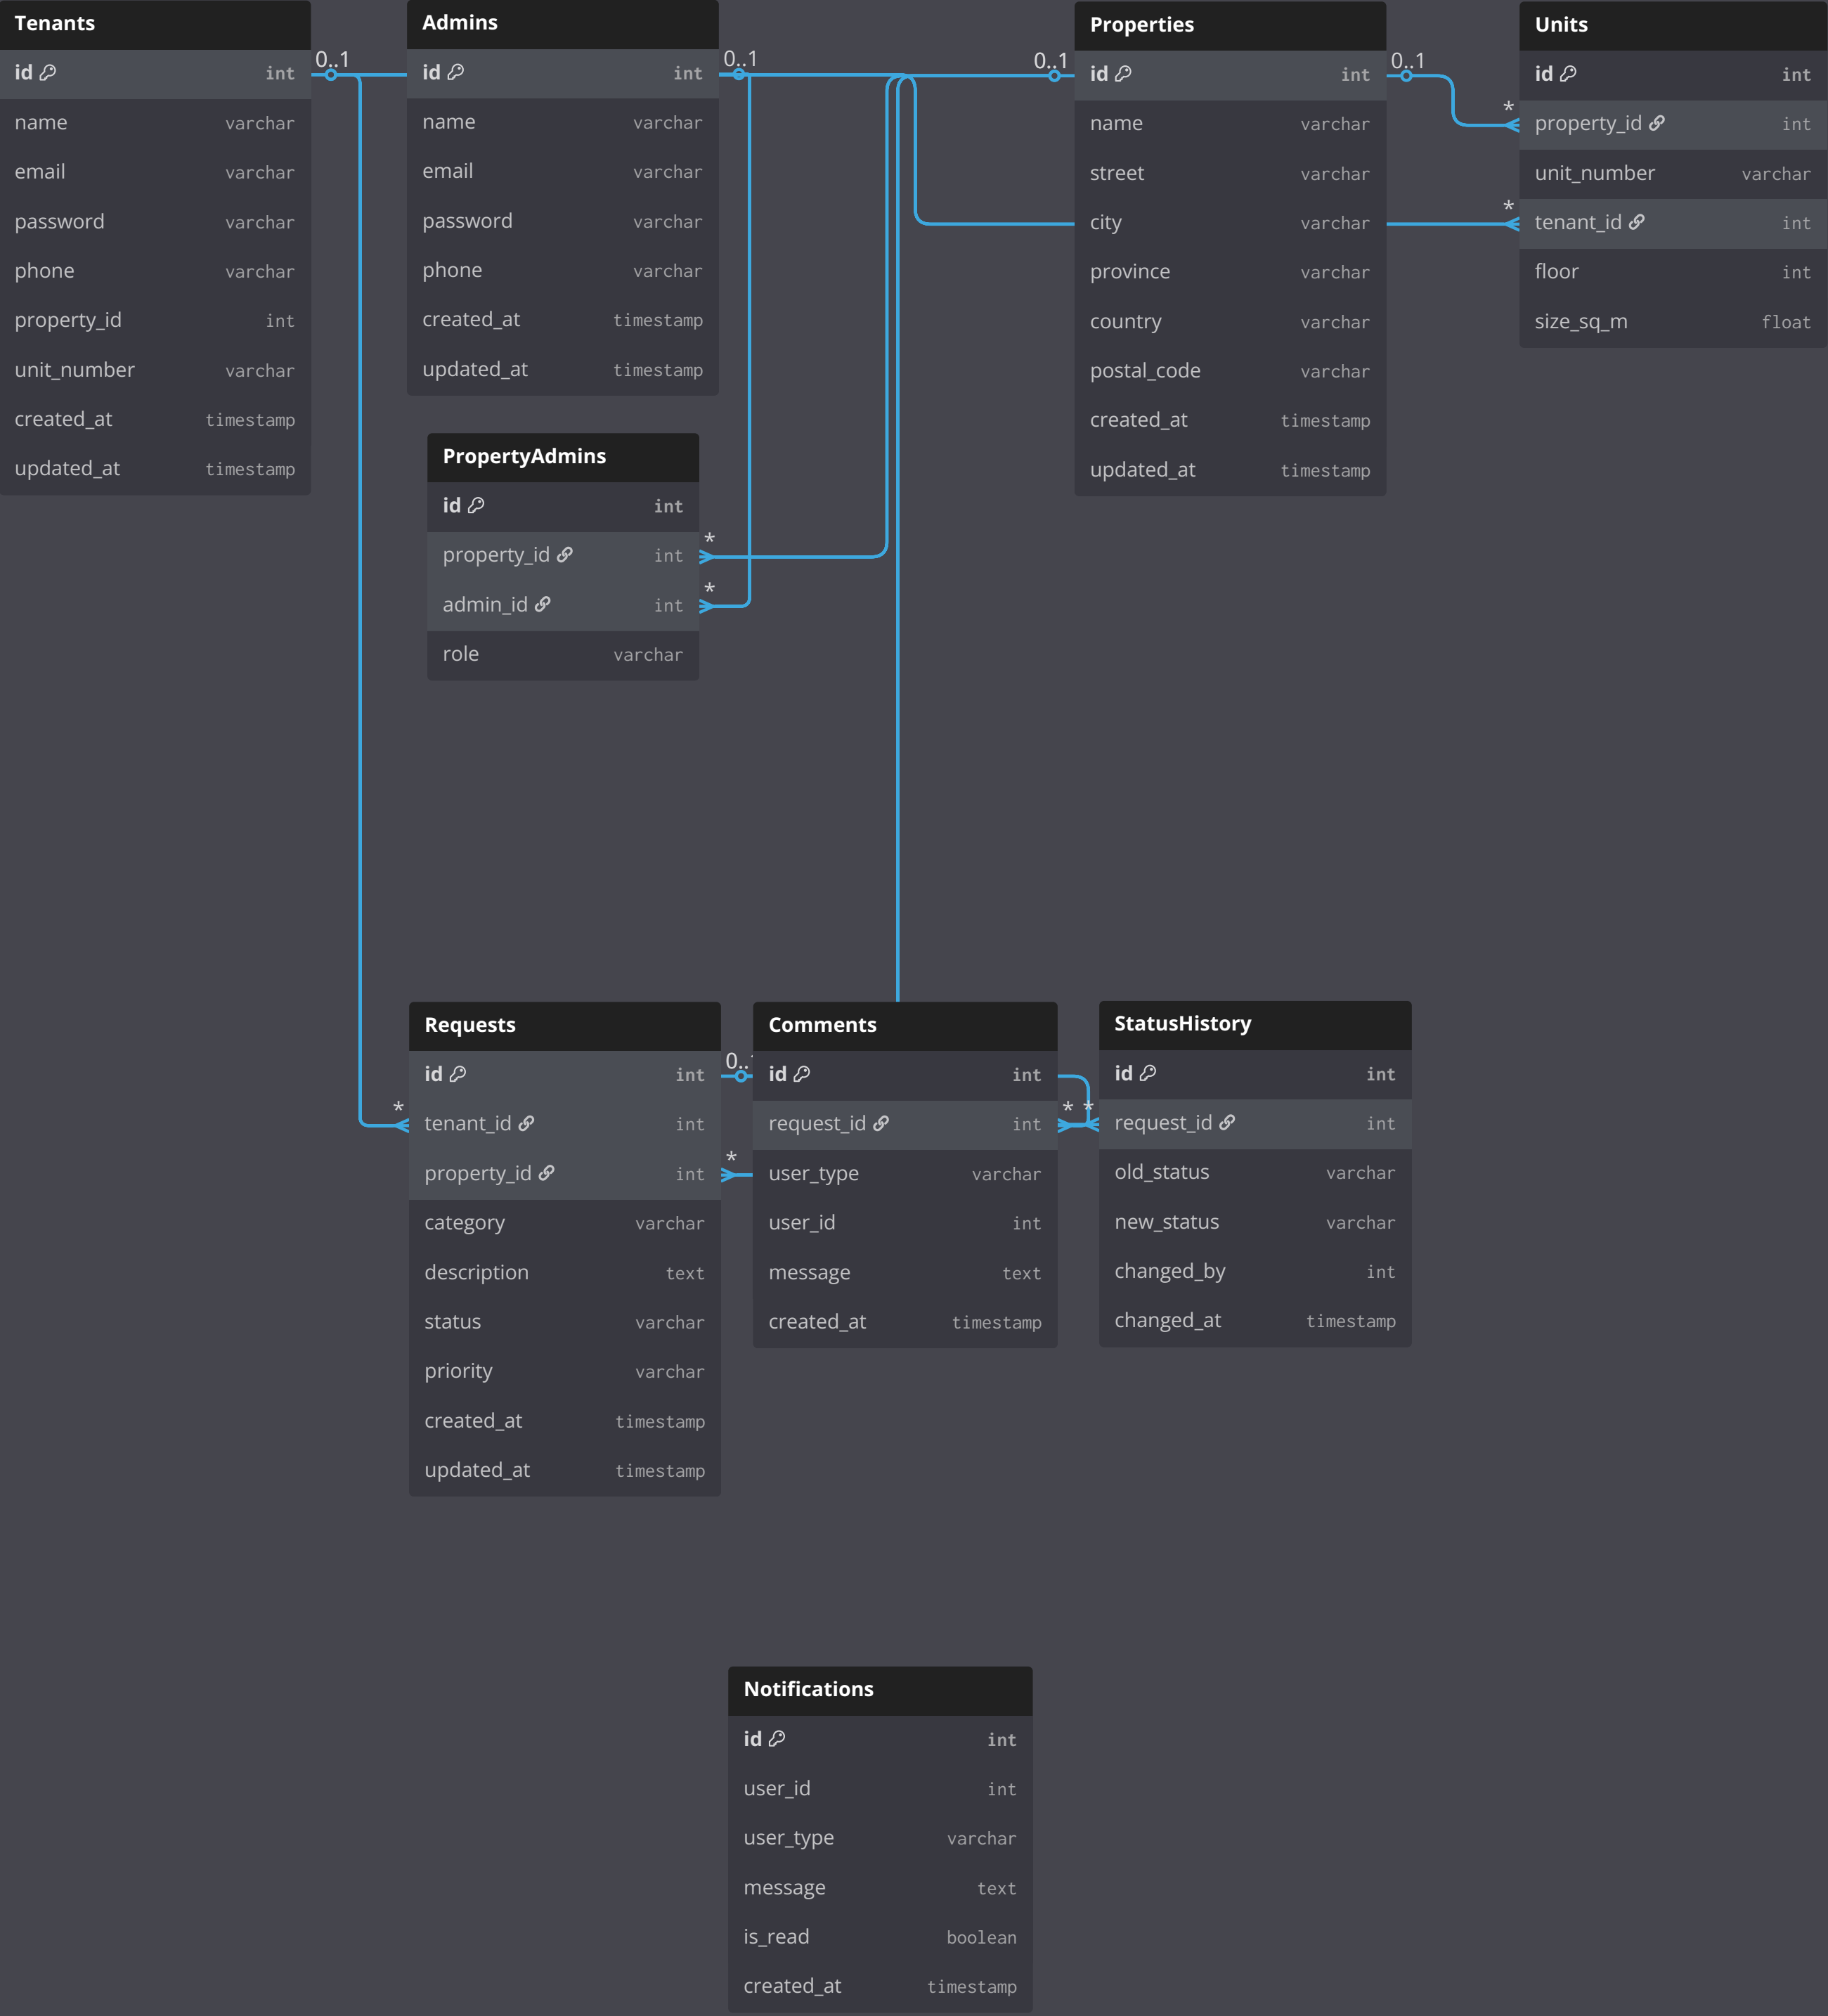 Tenants
id int
name varchar
email varchar
password varchar
phone varchar
property_id int
unit_number varchar
created_at timestamp
updated_at timestamp
0..1
Admins
id int
name varchar
email varchar
password varchar
phone varchar
created_at timestamp
updated_at timestamp
0..1
0..1
Properties
id int
name varchar
street varchar
city varchar
province varchar
country varchar
postal_code varchar
created_at timestamp
updated_at timestamp
0..1
*
*
Units
id int
property_id int
unit_number varchar
tenant_id int
floor int
size_sq_m float
PropertyAdmins
id int
property_id int
admin_id int
role varchar
*
*
*
Requests
id int
tenant_id int
property_id int
category varchar
description text
status varchar
priority varchar
created_at timestamp
updated_at timestamp
0..
*
Comments
id int
request_id int
user_type varchar
user_id int
message text
created_at timestamp
* *
StatusHistory
id int
request_id int
old_status varchar
new_status varchar
changed_by int
changed_at timestamp
Notifications
id int
user_id int
user_type varchar
message text
is_read boolean
created_at timestamp